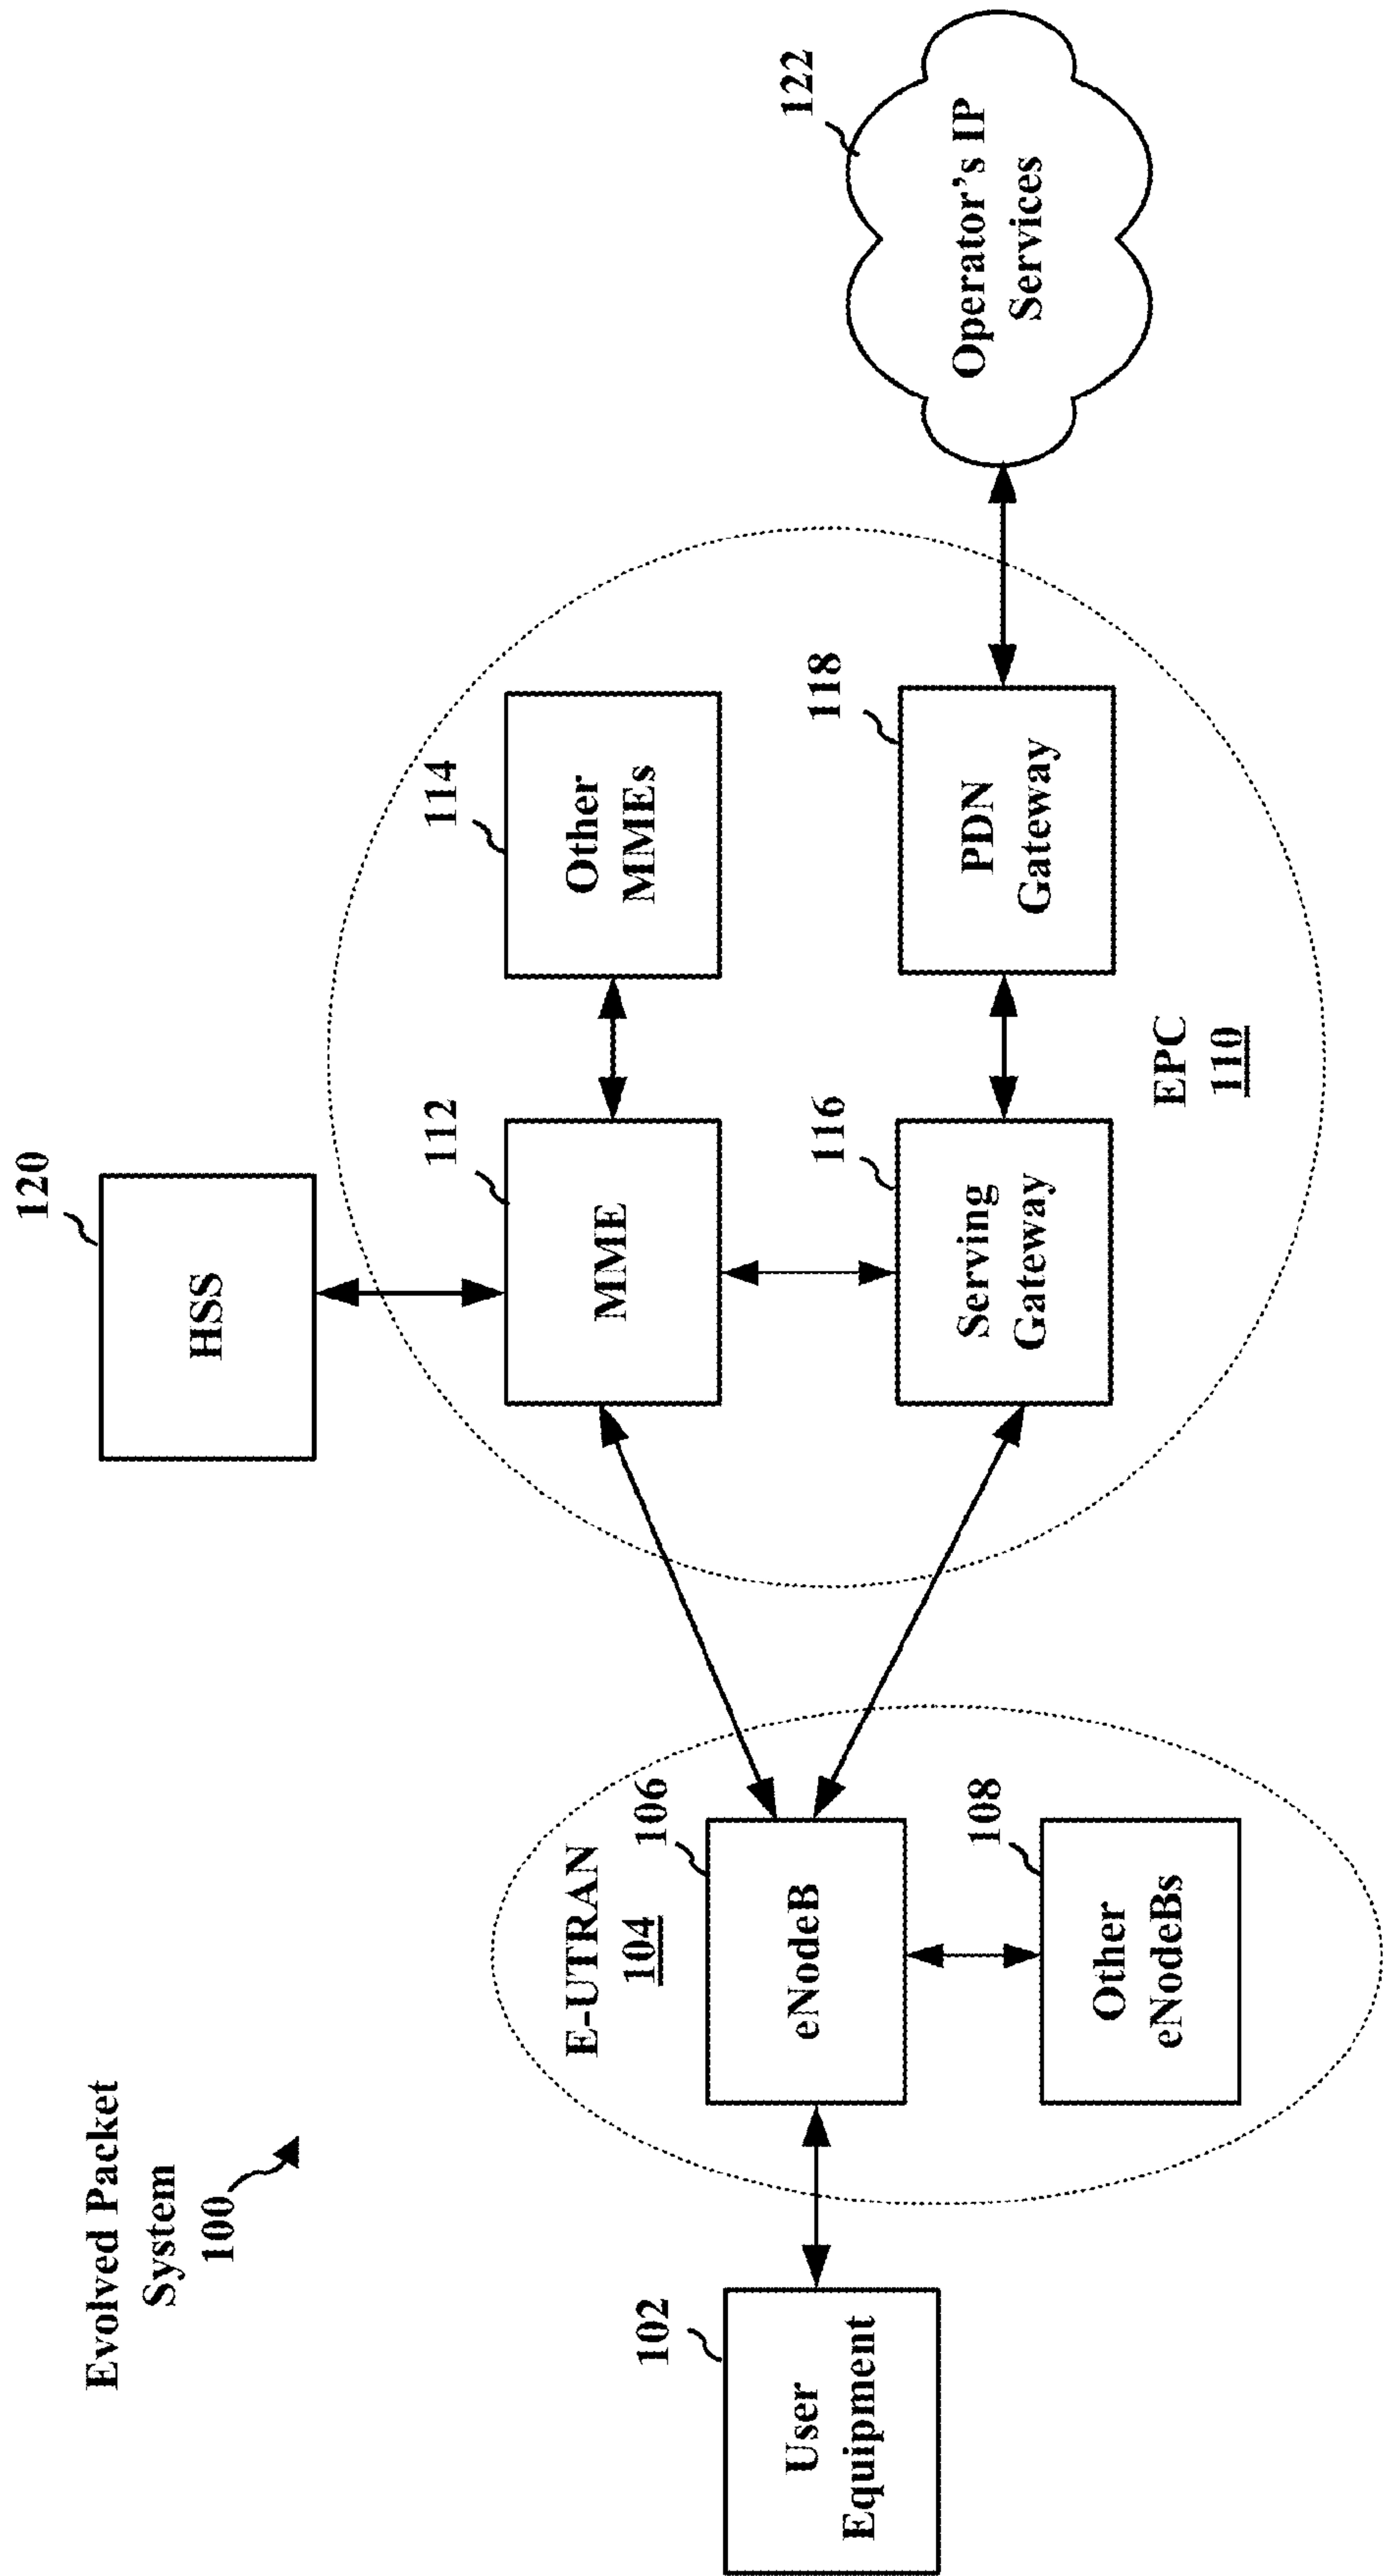 Evolved Packet
System
100
102
User
Equipment
E-UTRAN
104
106
eNodeB
108
Other
eNodeBs
120
HSS
112
MME
114
Other
MMEs
116
Serving
Gateway
118
PDN
Gateway
EPC
110
122
Operator's IP
Services